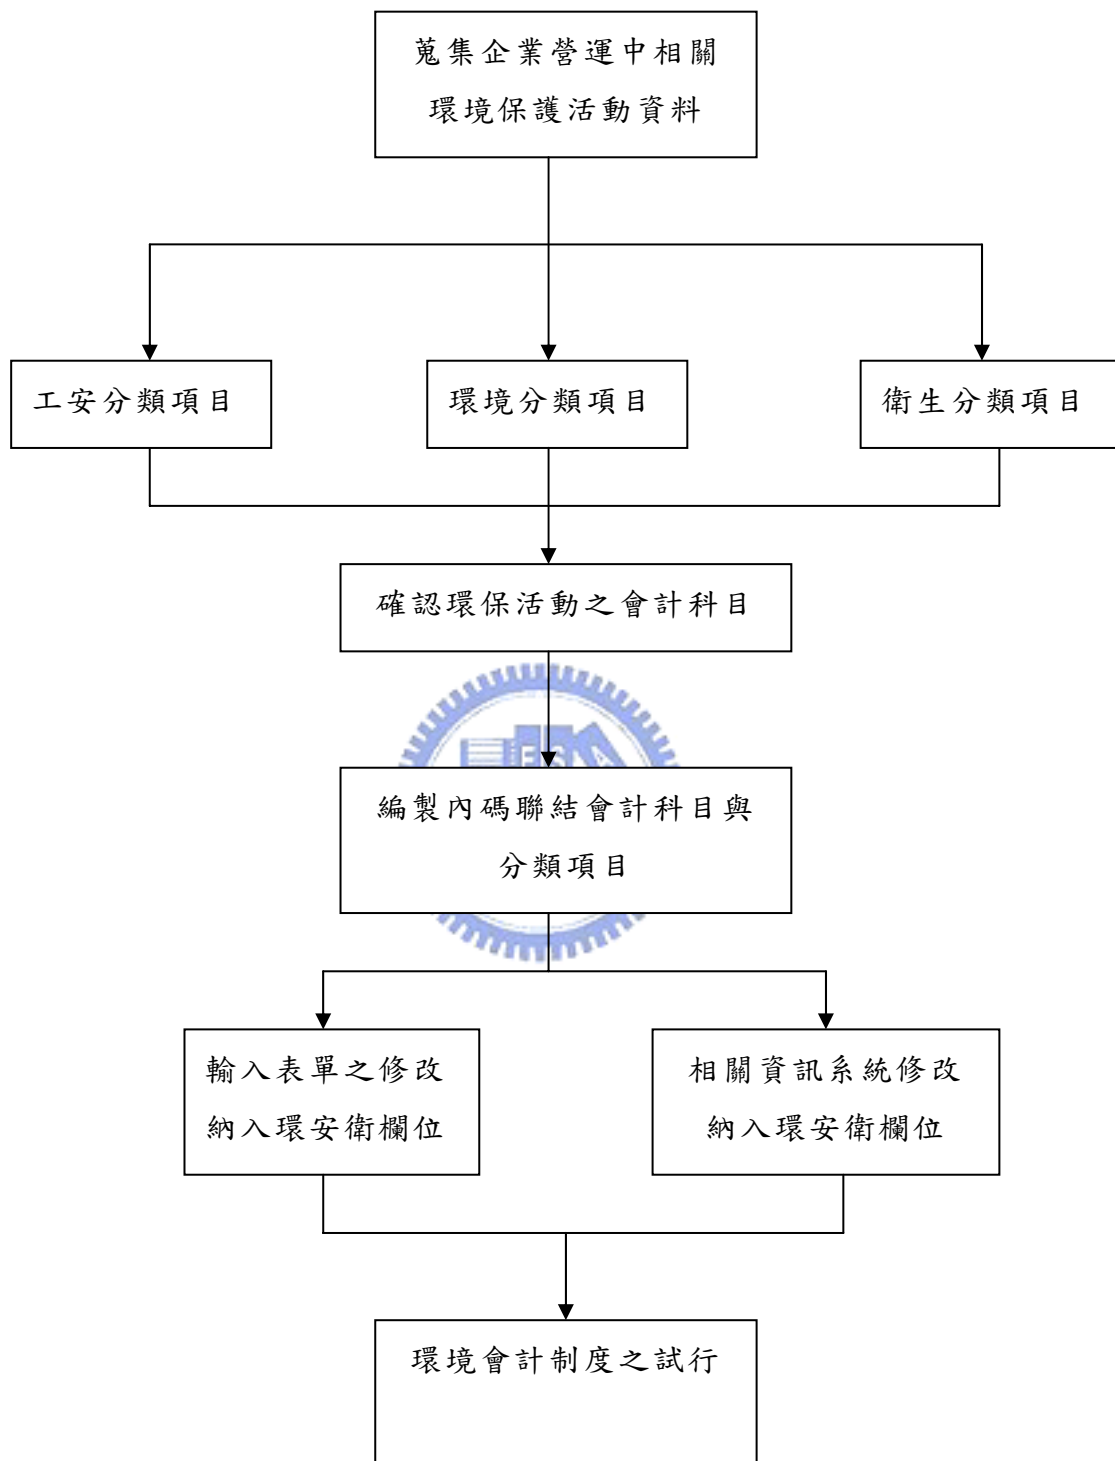 蒐集企業營運中相關
環境保護活動資料
工安分類項目
環境分類項目
衛生分類項目
確認環保活動之會計科目
編製內碼聯結會計科目與
分類項目
輸入表單之修改
納入環安衛欄位
相關資訊系統修改
納入環安衛欄位
環境會計制度之試行